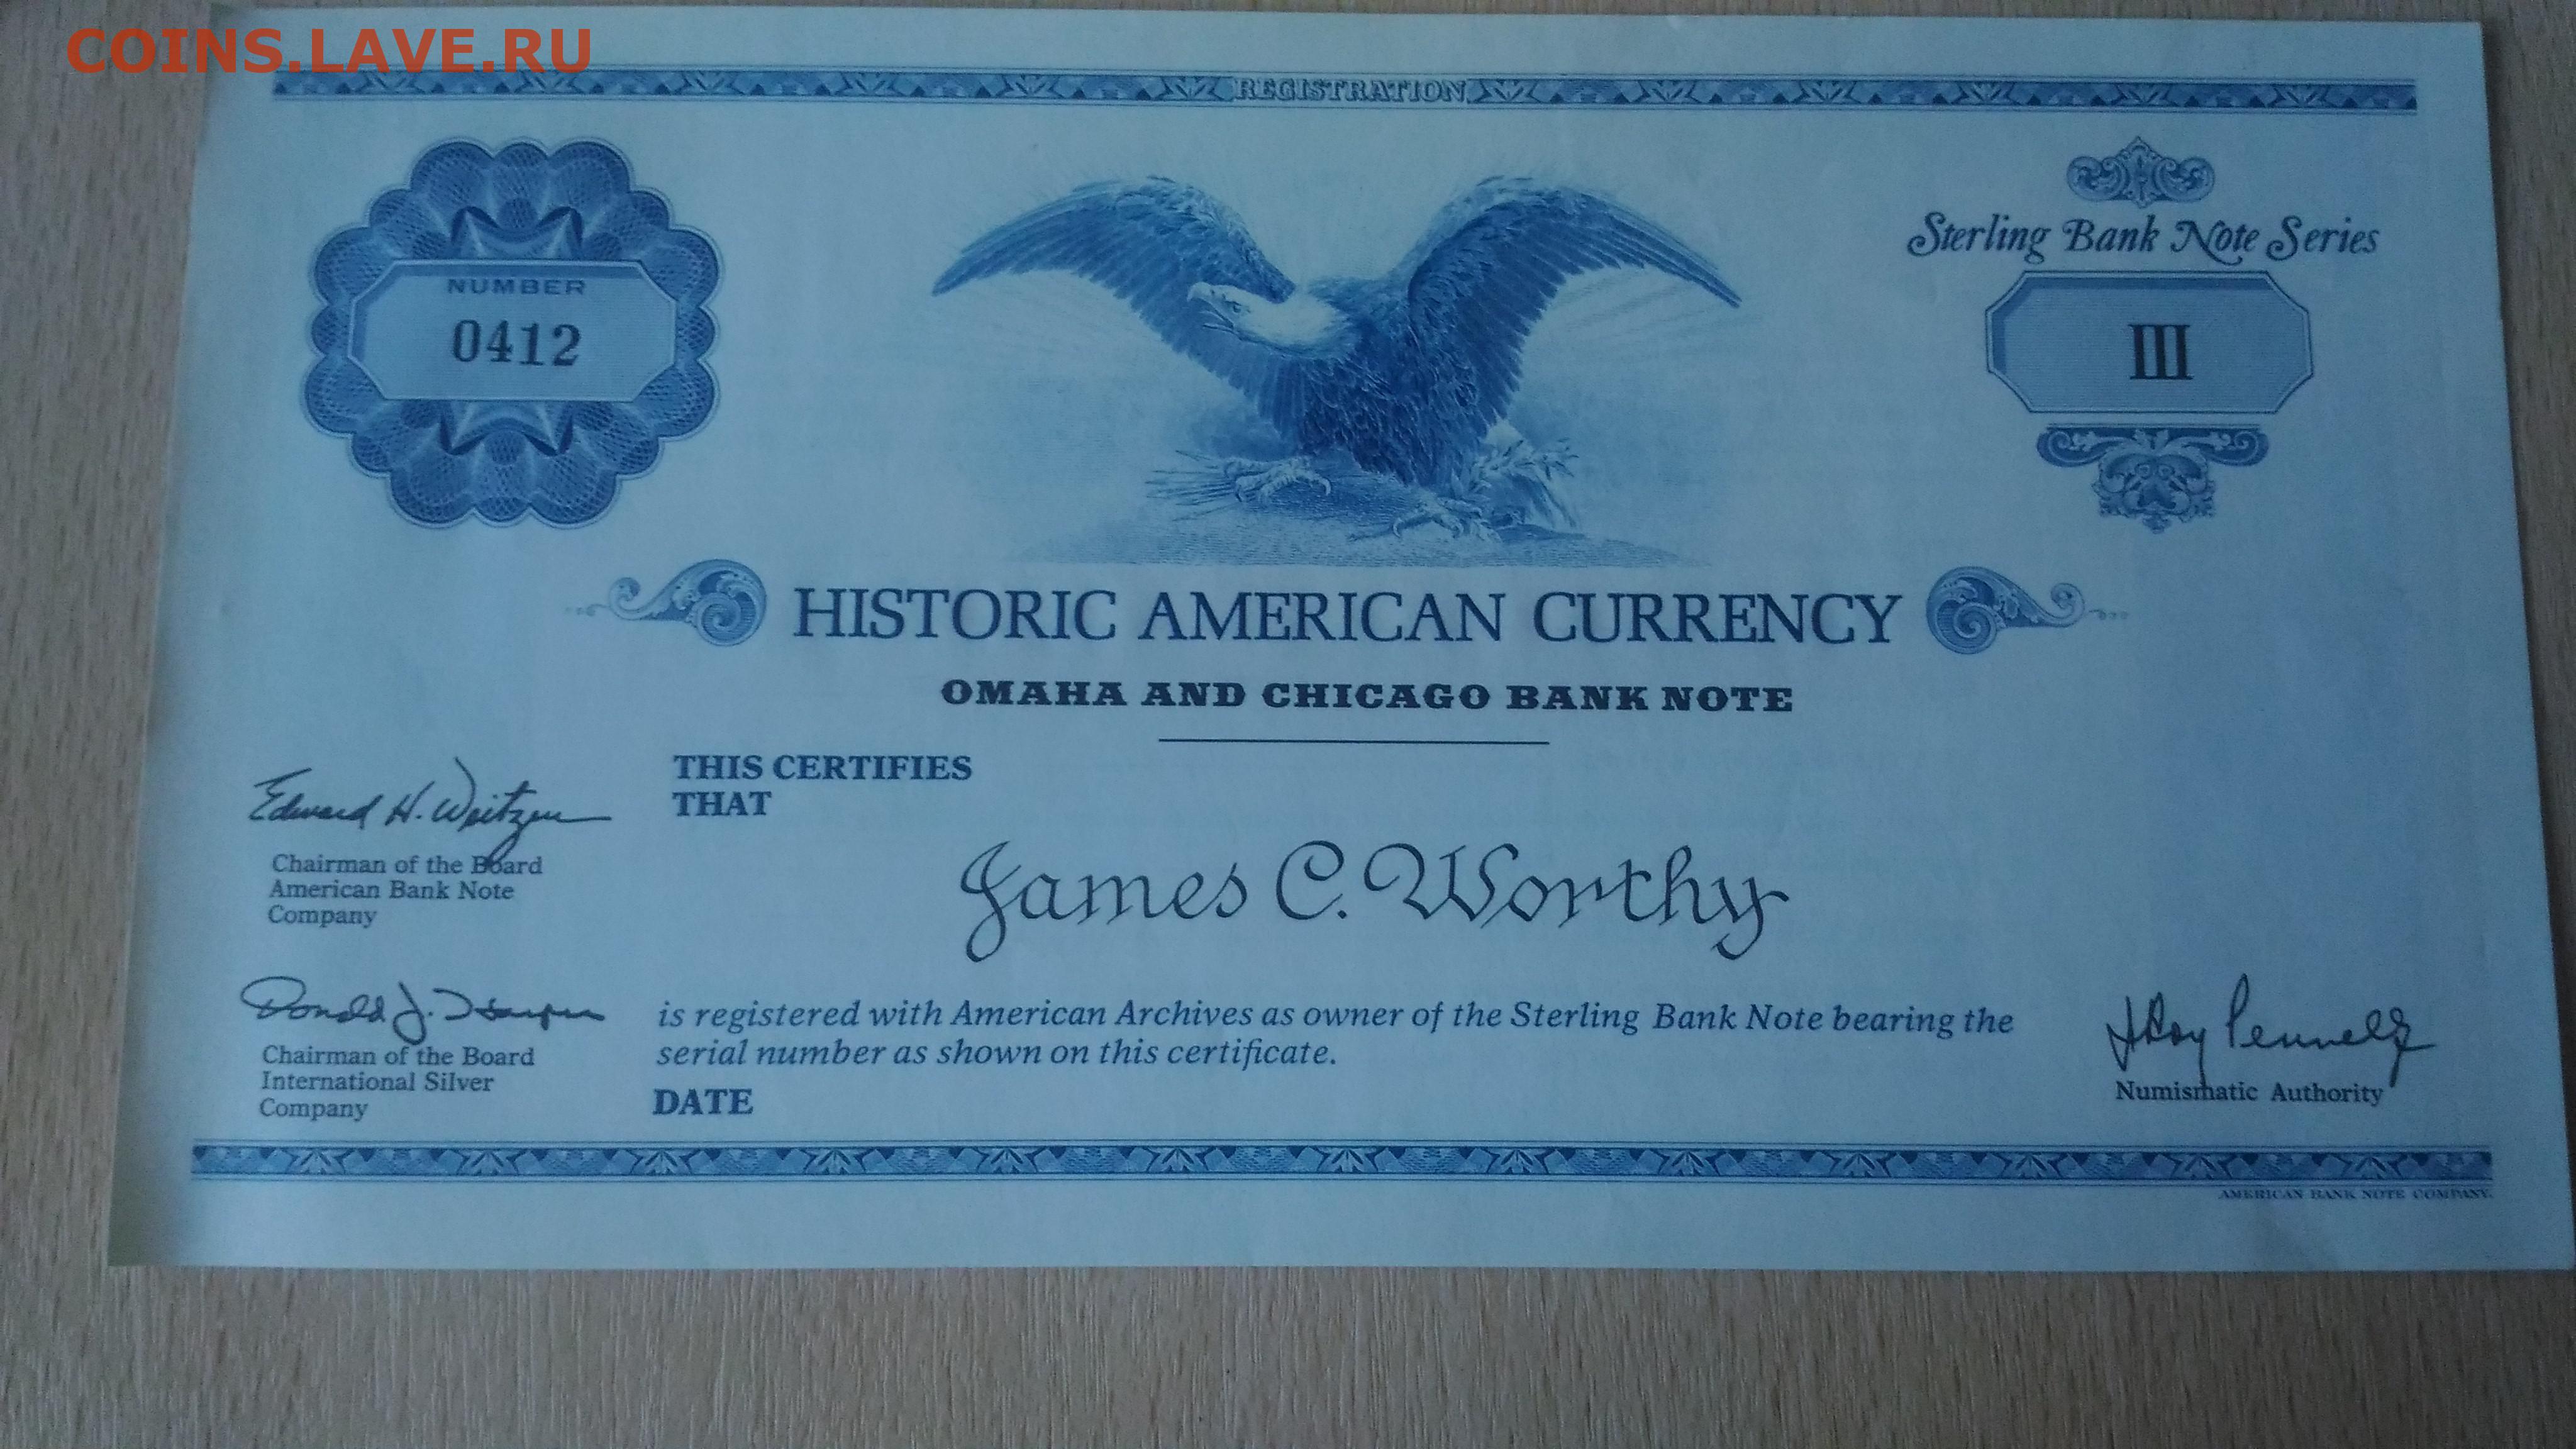 COINS.LAVE.RU
REGISTRATION
NUMBER
0412
Sterling Bank Note Series
III
HISTORIC AMERICAN CURRENCY
OMAHA AND CHICAGO BANK NOTE
THIS CERTIFIES
THAT
James C. Worthy
Edward H. Weitzen
Chairman of the Board
American Bank Note
Company
Donald J.
Chairman of the Board
International Silver
Company
is registered with American Archives as owner of the Sterling Bank Note bearing the
serial number as shown on this certificate.
DATE
J Roy Pennell
Numismatic Authority
AMERICAN BANK NOTE COMPANY.